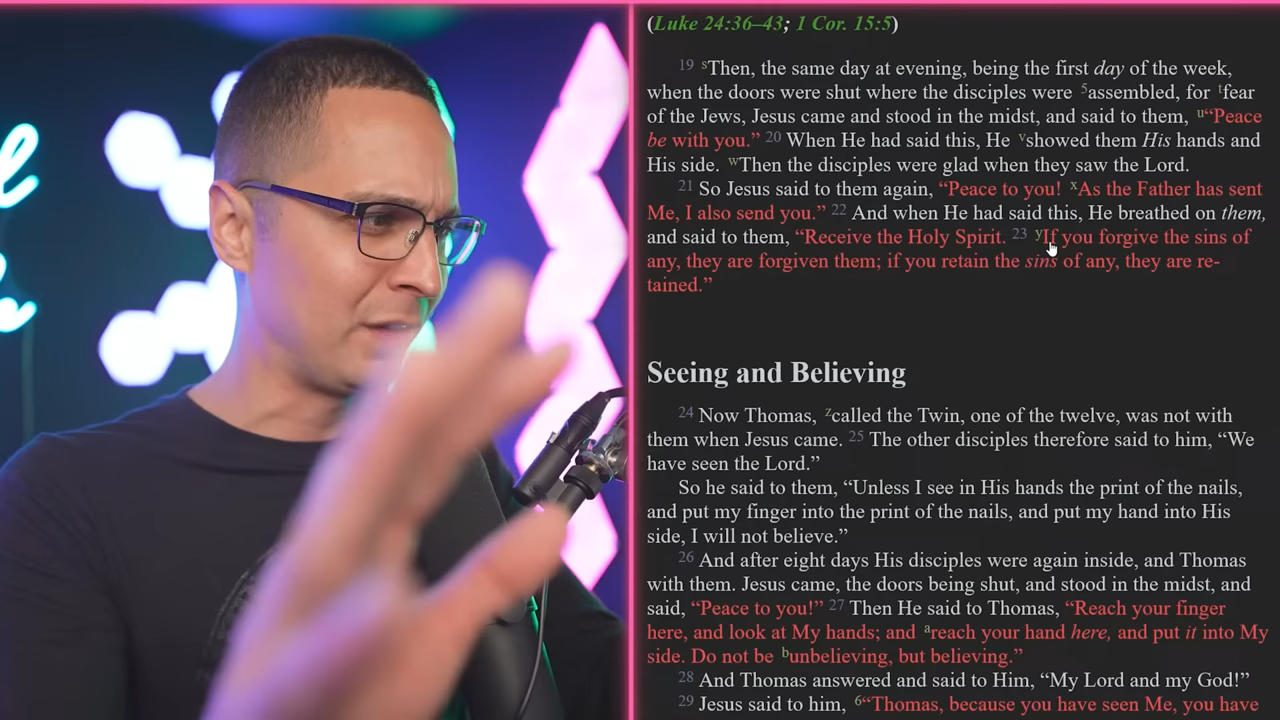 (Luke 24:36–43; 1 Cor. 15:5)
19 sThen, the same day at evening, being the first day of the week,
when the doors were shut where the disciples were 5assembled, for tfear
of the Jews, Jesus came and stood in the midst, and said to them, u“Peace
be with you.” 20 When He had said this, He vshowed them His hands and
His side. wThen the disciples were glad when they saw the Lord.
21 So Jesus said to them again, “Peace to you! xAs the Father has sent
Me, I also send you.” 22 And when He had said this, He breathed on them,
and said to them, “Receive the Holy Spirit. 23 yIf you forgive the sins of
any, they are forgiven them; if you retain the sins of any, they are re-
tained.”
Seeing and Believing
24 Now Thomas, zcalled the Twin, one of the twelve, was not with
them when Jesus came. 25 The other disciples therefore said to him, “We
have seen the Lord.”
So he said to them, “Unless I see in His hands the print of the nails,
and put my finger into the print of the nails, and put my hand into His
side, I will not believe.”
26 And after eight days His disciples were again inside, and Thomas
with them. Jesus came, the doors being shut, and stood in the midst, and
said, “Peace to you!” 27 Then He said to Thomas, “Reach your finger
here, and look at My hands; and areach your hand here, and put it into My
side. Do not be bunbelieving, but believing.”
28 And Thomas answered and said to Him, “My Lord and my God!”
29 Jesus said to him, 6“Thomas, because you have seen Me, you have